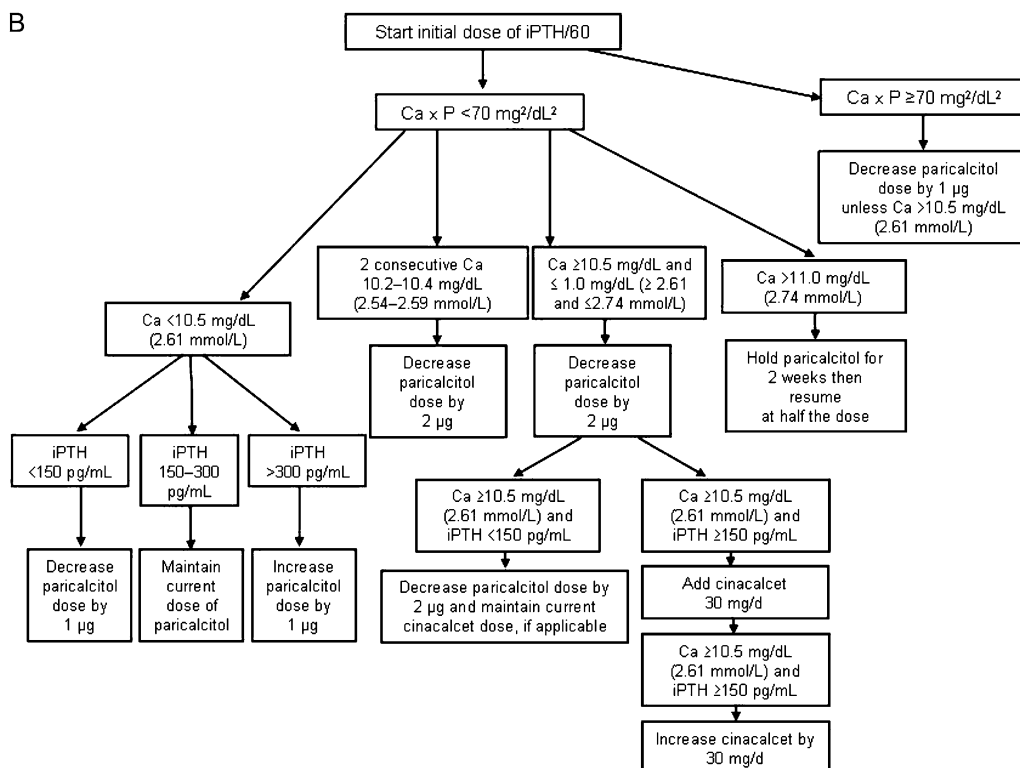 B
Start initial dose of iPTH/60
Ca x P <70 mg²/dL²
Ca x P ≥70 mg²/dL²
Decrease paricalcitol
dose by 1 µg
unless Ca >10.5 mg/dL
(2.61 mmol/L)
2 consecutive Ca
10.2–10.4 mg/dL
(2.54–2.59 mmol/L)
Ca ≥10.5 mg/dL and
≤ 1.0 mg/dL (≥ 2.61
and ≤2.74 mmol/L)
Ca >11.0 mg/dL
(2.74 mmol/L)
Ca <10.5 mg/dL
(2.61 mmol/L)
Decrease
paricalcitol
dose by
2 µg
Decrease
paricalcitol
dose by
2 µg
Hold paricalcitol for
2 weeks then
resume
at half the dose
iPTH
<150 pg/mL
iPTH
150–300
pg/mL
iPTH
>300 pg/mL
Ca ≥10.5 mg/dL
(2.61 mmol/L) and
iPTH <150 pg/mL
Ca ≥10.5 mg/dL
(2.61 mmol/L) and
iPTH ≥150 pg/mL
Decrease
paricalcitol
dose by
1 µg
Maintain
current
dose of
paricalcitol
Increase
paricalcitol
dose by
1 µg
Decrease paricalcitol dose by
2 µg and maintain current
cinacalcet dose, if applicable
Add cinacalcet
30 mg/d
Ca ≥10.5 mg/dL
(2.61 mmol/L) and
iPTH ≥150 pg/mL
Increase cinacalcet by
30 mg/d